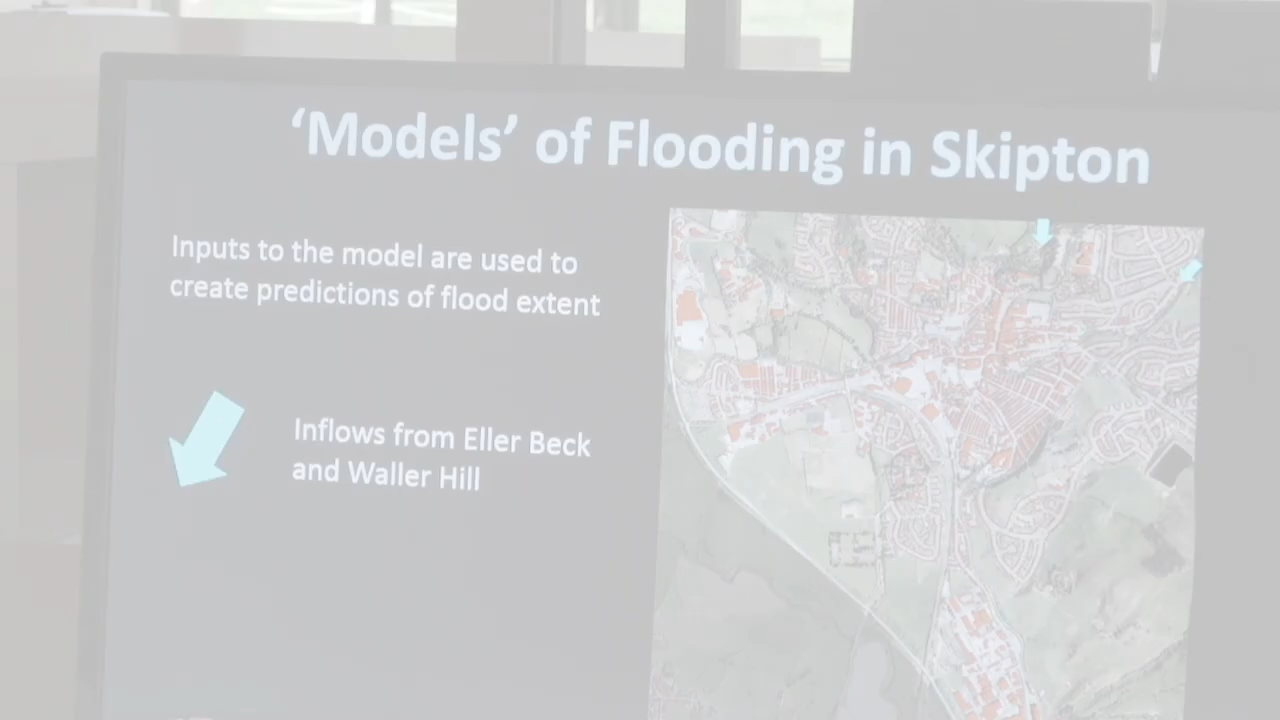 ‘Models’ of Flooding in Skipton
Inputs to the model are used to
create predictions of flood extent
Inflows from Eller Beck
and Waller Hill